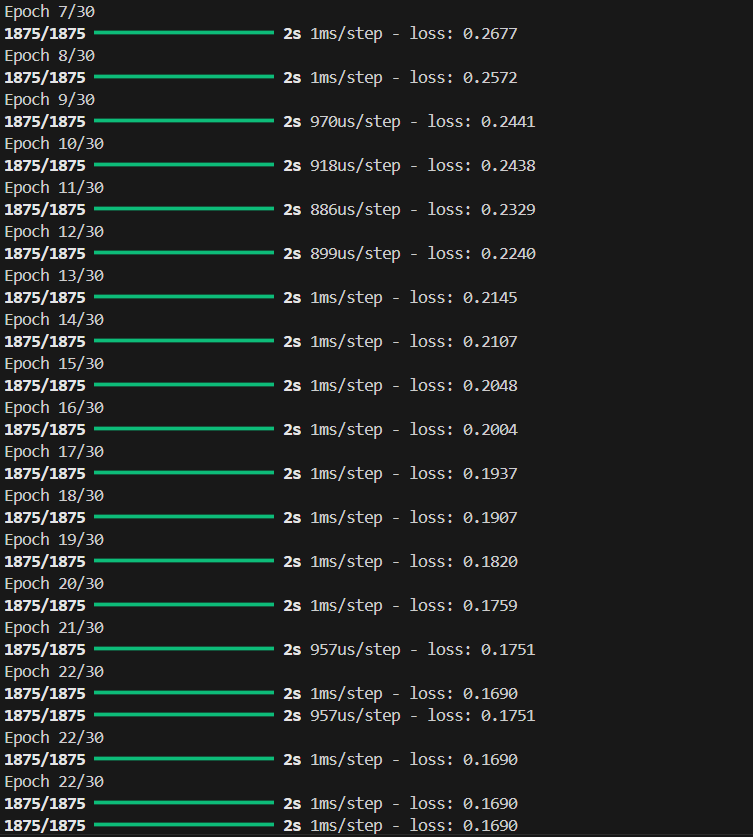 Epoch 7/30
1875/1875 2s 1ms/step - loss: 0.2677
Epoch 8/30
1875/1875 2s 1ms/step - loss: 0.2572
Epoch 9/30
1875/1875 2s 970us/step - loss: 0.2441
Epoch 10/30
1875/1875 2s 918us/step - loss: 0.2438
Epoch 11/30
1875/1875 2s 886us/step - loss: 0.2329
Epoch 12/30
1875/1875 2s 899us/step - loss: 0.2240
Epoch 13/30
1875/1875 2s 1ms/step - loss: 0.2145
Epoch 14/30
1875/1875 2s 1ms/step - loss: 0.2107
Epoch 15/30
1875/1875 2s 1ms/step - loss: 0.2048
Epoch 16/30
1875/1875 2s 1ms/step - loss: 0.2004
Epoch 17/30
1875/1875 2s 1ms/step - loss: 0.1937
Epoch 18/30
1875/1875 2s 1ms/step - loss: 0.1907
Epoch 19/30
1875/1875 2s 1ms/step - loss: 0.1820
Epoch 20/30
1875/1875 2s 1ms/step - loss: 0.1759
Epoch 21/30
1875/1875 2s 957us/step - loss: 0.1751
Epoch 22/30
1875/1875 2s 1ms/step - loss: 0.1690
1875/1875 2s 957us/step - loss: 0.1751
Epoch 22/30
1875/1875 2s 1ms/step - loss: 0.1690
Epoch 22/30
1875/1875 2s 1ms/step - loss: 0.1690
1875/1875 2s 1ms/step - loss: 0.1690